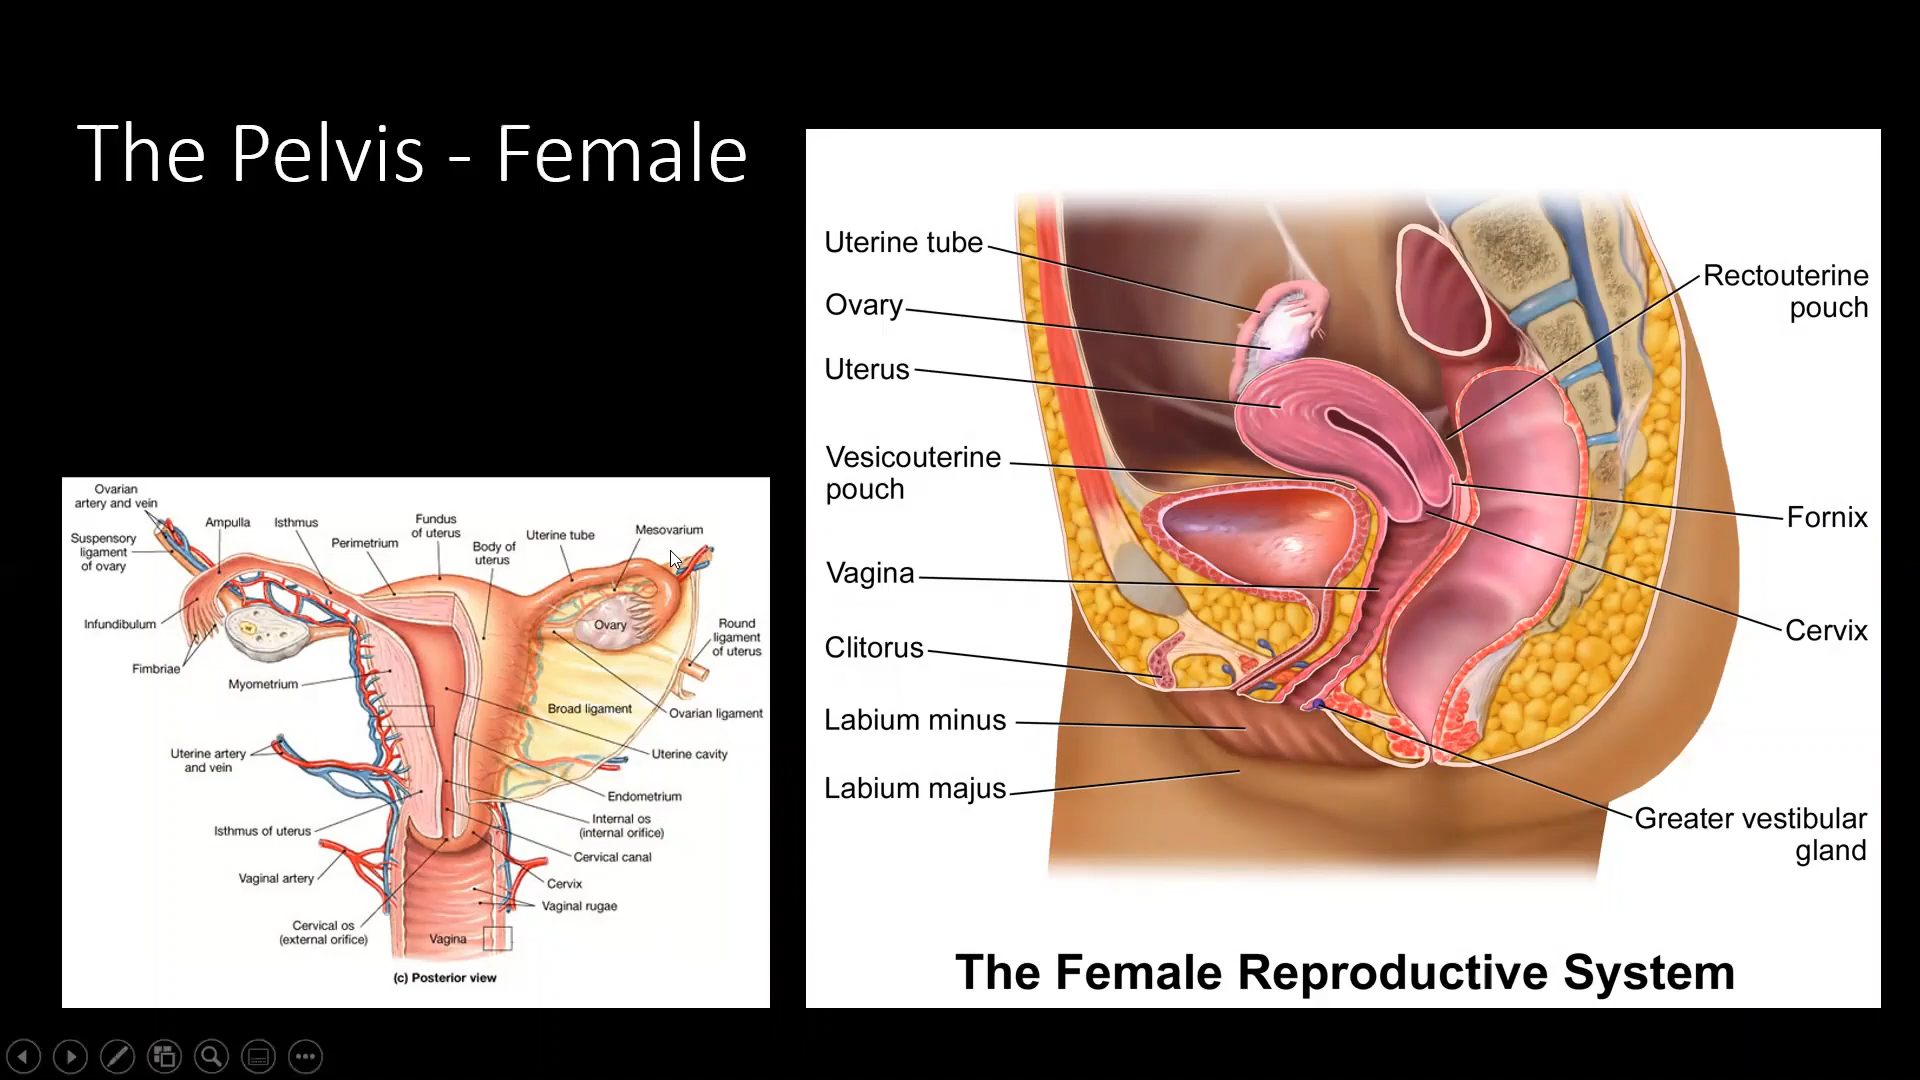 The Pelvis - Female
Ovarian
artery and vein
Suspensory
ligament
of ovary
Ampulla
Isthmus
Perimetrium
Fundus
of uterus
Body of
uterus
Uterine tube
Mesovarium
Infundibulum
Fimbriae
Ovary
Round
ligament
of uterus
Myometrium
Broad ligament
Ovarian ligament
Uterine artery
and vein
Uterine cavity
Endometrium
Internal os
(internal orifice)
Isthmus of uterus
Cervical canal
Vaginal artery
Cervix
Vaginal rugae
Cervical os
(external orifice)
Vagina
(c) Posterior view
Uterine tube
Ovary
Uterus
Vesicouterine
pouch
Vagina
Clitorus
Labium minus
Labium majus
Rectouterine
pouch
Fornix
Cervix
Greater vestibular
gland
The Female Reproductive System